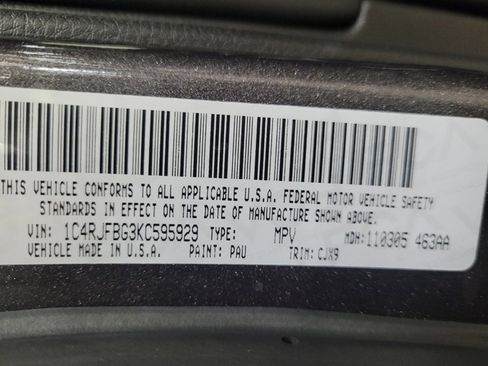 THIS VEHICLE CONFORMS TO ALL APPLICABLE U.S.A. FEDERAL MOTOR VEHICLE SAFETY
STANDARDS IN EFFECT ON THE DATE OF MANUFACTURE SHOWN ABOVE.
VIN: 1C4RJFBG3KC595929 TYPE: MPV MDH: 110305 463AA
VEHICLE MADE IN U.S.A. PAINT: PAU TRIM: CJX9